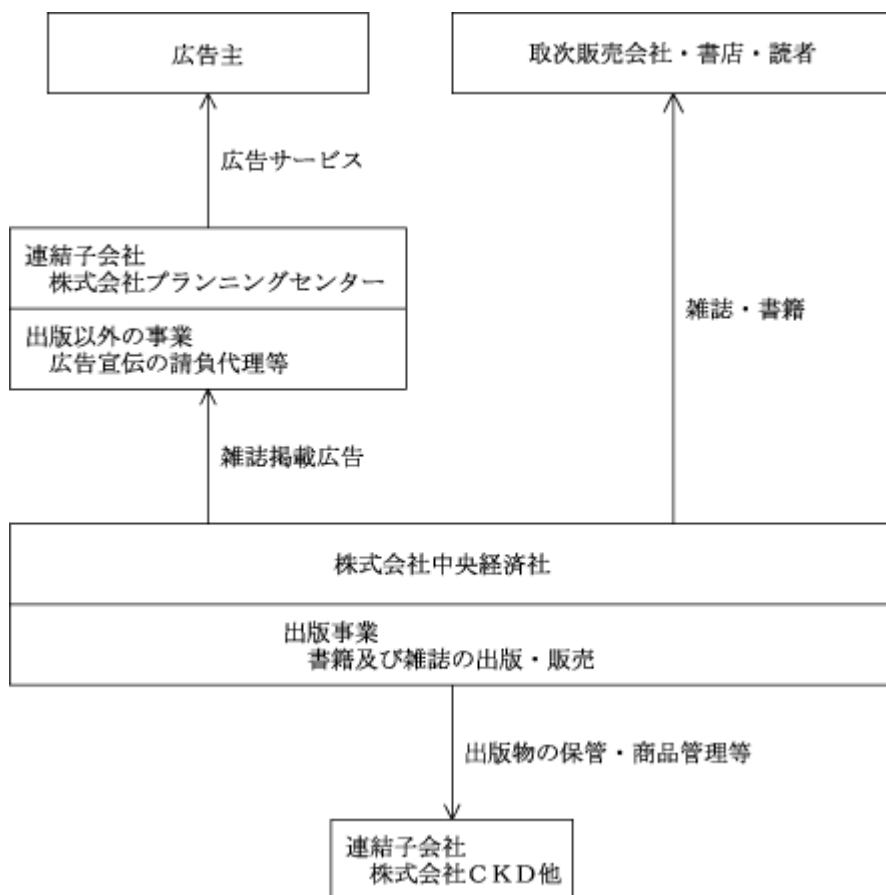 広告主
取次販売会社・書店・読者
広告サービス
連結子会社
株式会社プランニングセンター
出版以外の事業
広告宣伝の請負代理等
雑誌・書籍
雑誌掲載広告
株式会社中央経済社
出版事業
書籍及び雑誌の出版・販売
出版物の保管・商品管理等
連結子会社
株式会社ＣＫＤ他